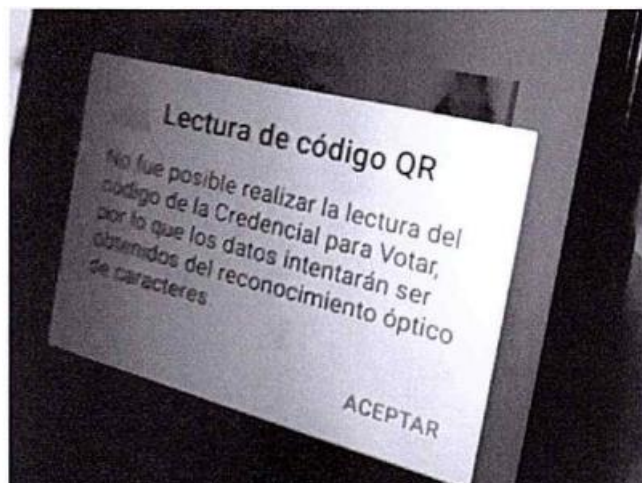 Lectura de código QR
No fue posible realizar la lectura del
código de la Credencial para Votar,
por lo que los datos intentarán ser
obtenidos del reconocimiento óptico
de caracteres
ACEPTAR